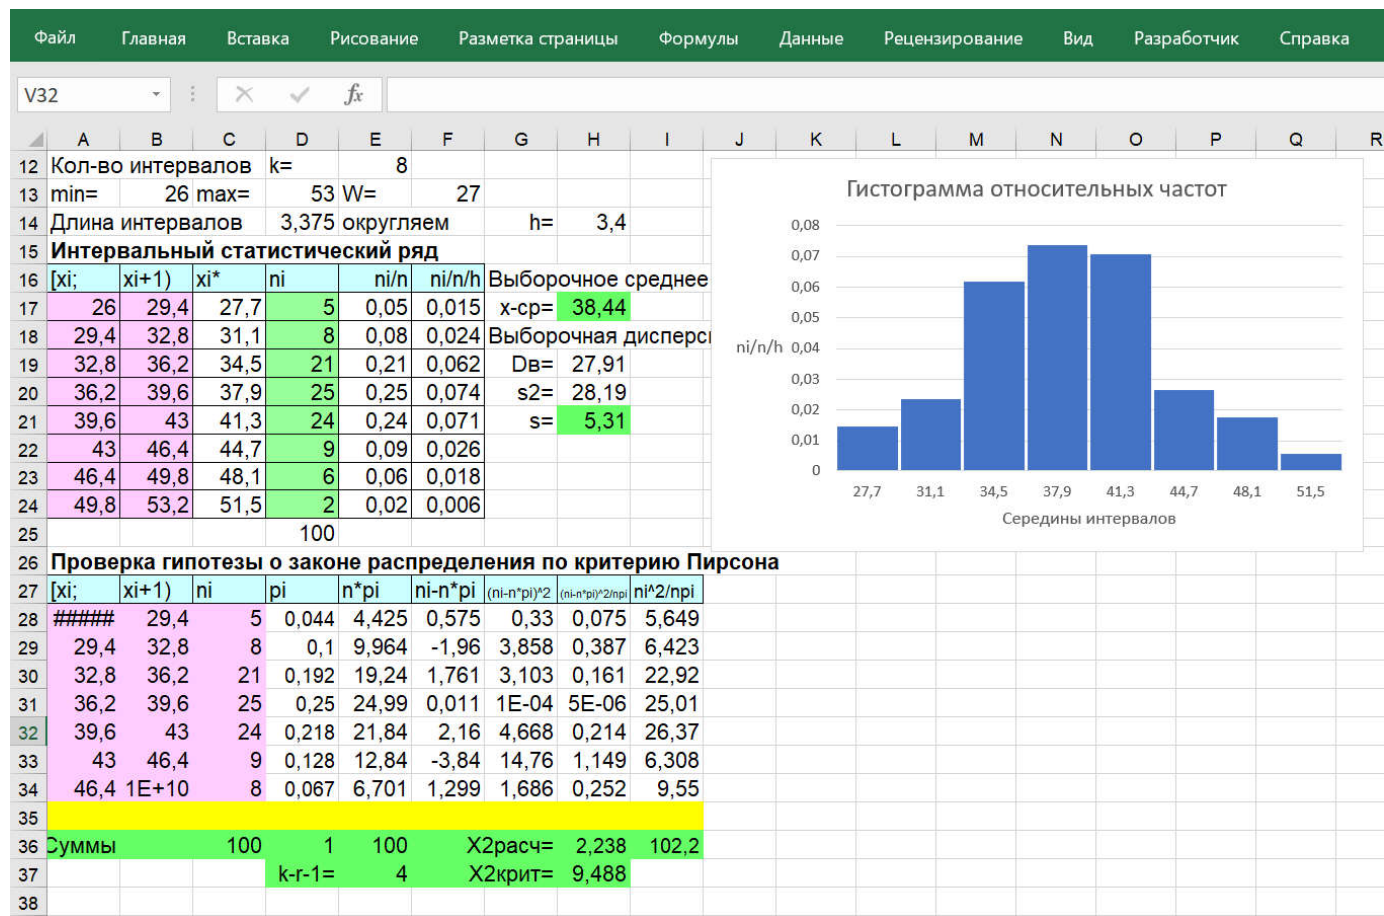 Файл Главная Вставка Рисование Разметка страницы Формулы Данные Рецензирование Вид Разработчик Справка
V32 fx
A B C D E F G H I J K L M N O P Q R
12 Кол-во интервалов k= 8
13 min= 26 max= 53 W= 27
14 Длина интервалов 3,375 округляем h= 3,4
15 Интервальный статистический ряд
16 [xi; xi+1) xi* ni ni/n ni/n/h Выборочное среднее
17 26 29,4 27,7 5 0,05 0,015 x-ср= 38,44
18 29,4 32,8 31,1 8 0,08 0,024 Выборочная дисперс
19 32,8 36,2 34,5 21 0,21 0,062 Dв= 27,91
20 36,2 39,6 37,9 25 0,25 0,074 s2= 28,19
21 39,6 43 41,3 24 0,24 0,071 s= 5,31
22 43 46,4 44,7 9 0,09 0,026
23 46,4 49,8 48,1 6 0,06 0,018
24 49,8 53,2 51,5 2 0,02 0,006
25 100
26 Проверка гипотезы о законе распределения по критерию Пирсона
27 [xi; xi+1) ni pi n*pi ni-n*pi (ni-n*pi)^2 (ni-n*pi)^2/npi ni^2/npi
28 ##### 29,4 5 0,044 4,425 0,575 0,33 0,075 5,649
29 29,4 32,8 8 0,1 9,964 -1,96 3,858 0,387 6,423
30 32,8 36,2 21 0,192 19,24 1,761 3,103 0,161 22,92
31 36,2 39,6 25 0,25 24,99 0,011 1E-04 5E-06 25,01
32 39,6 43 24 0,218 21,84 2,16 4,668 0,214 26,37
33 43 46,4 9 0,128 12,84 -3,84 14,76 1,149 6,308
34 46,4 1E+10 8 0,067 6,701 1,299 1,686 0,252 9,55
35
36 Суммы 100 1 100 X2расч= 2,238 102,2
37 k-r-1= 4 X2крит= 9,488
38
Гистограмма относительных частот
0,08
0,07
0,06
0,05
ni/n/h 0,04
0,03
0,02
0,01
0
27,7 31,1 34,5 37,9 41,3 44,7 48,1 51,5
Середины интервалов